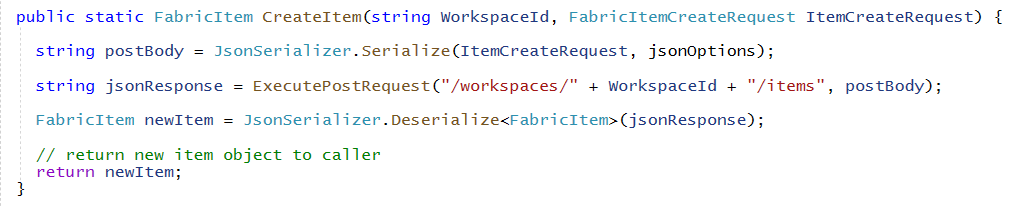 public static FabricItem CreateItem(string WorkspaceId, FabricItemCreateRequest ItemCreateRequest) {
string postBody = JsonSerializer.Serialize(ItemCreateRequest, jsonOptions);
string jsonResponse = ExecutePostRequest("/workspaces/" + WorkspaceId + "/items", postBody);
FabricItem newItem = JsonSerializer.Deserialize<FabricItem>(jsonResponse);
// return new item object to caller
return newItem;
}